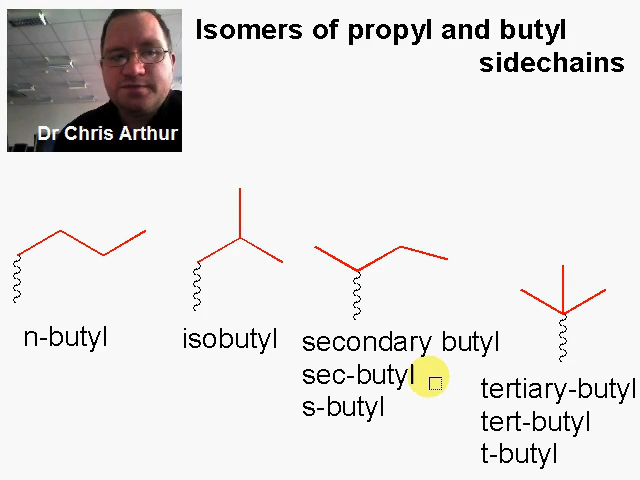 Isomers of propyl and butyl
sidechains
Dr Chris Arthur
n-butyl
isobutyl
secondary butyl
sec-butyl
s-butyl
tertiary-butyl
tert-butyl
t-butyl